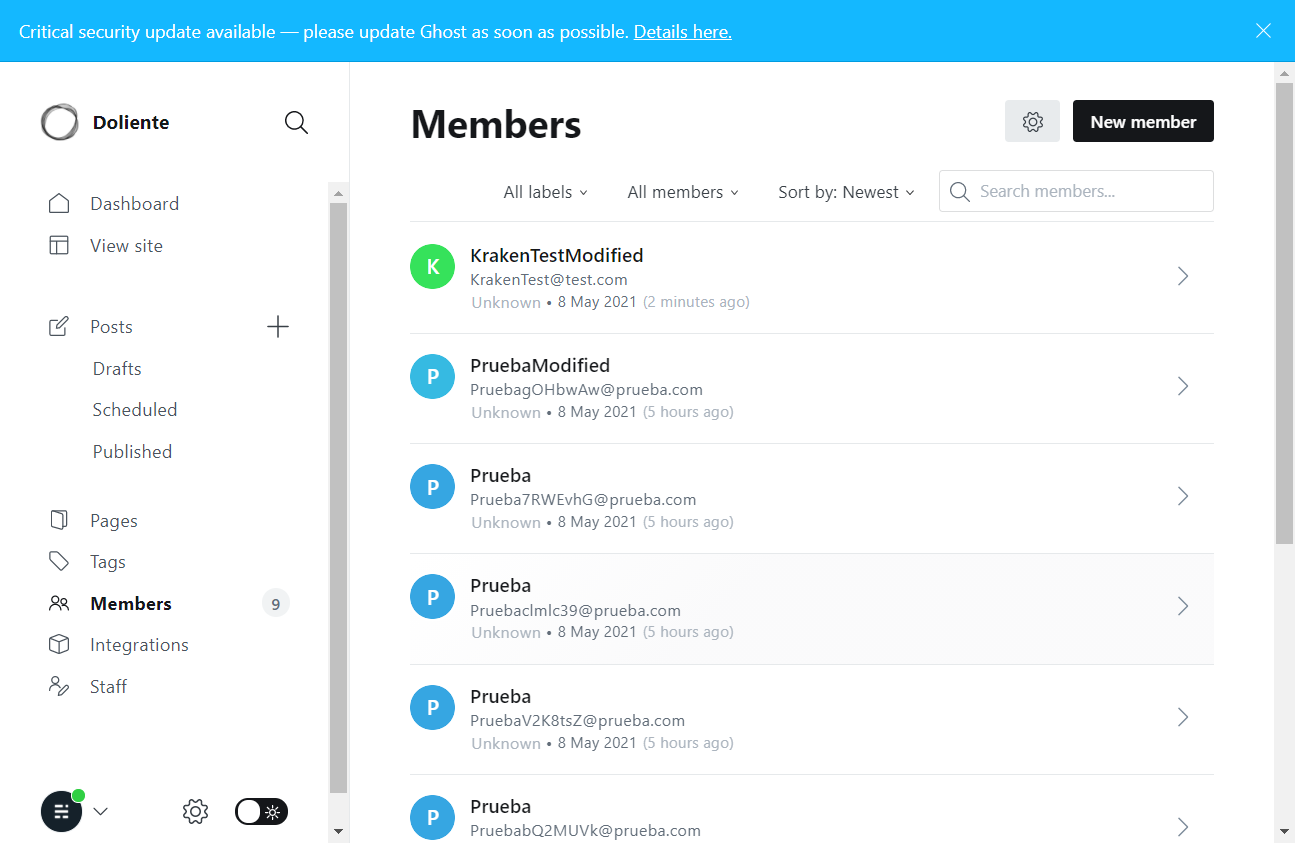 Critical security update available — please update Ghost as soon as possible. Details here.
Doliente
Dashboard
View site
Posts
Drafts
Scheduled
Published
Pages
Tags
Members 9
Integrations
Staff
Members
New member
All labels
All members
Sort by: Newest
Search members...
K
KrakenTestModified
KrakenTest@test.com
Unknown • 8 May 2021 (2 minutes ago)
P
PruebaModified
PruebagOHbwAw@prueba.com
Unknown • 8 May 2021 (5 hours ago)
P
Prueba
Prueba7RWEvhG@prueba.com
Unknown • 8 May 2021 (5 hours ago)
P
Prueba
Pruebaclmlc39@prueba.com
Unknown • 8 May 2021 (5 hours ago)
P
Prueba
PruebaV2K8tsZ@prueba.com
Unknown • 8 May 2021 (5 hours ago)
P
Prueba
PruebabQ2MUVk@prueba.com